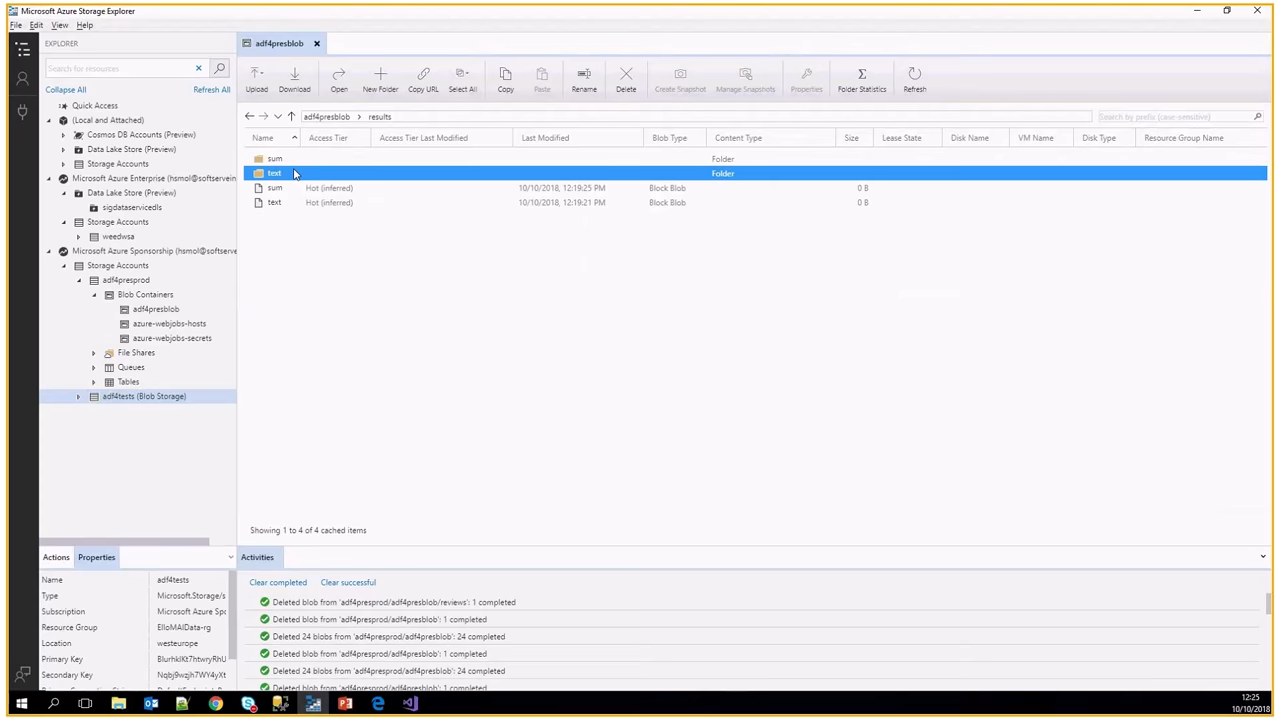 Microsoft Azure Storage Explorer
File Edit View Help
EXPLORER
adf4presblob
Search for resources
Collapse All Refresh All
Quick Access
(Local and Attached)
Cosmos DB Accounts (Preview)
Data Lake Store (Preview)
Storage Accounts
Microsoft Azure Enterprise (hsmol@softservein
Data Lake Store (Preview)
sigdataservicedls
Storage Accounts
weedwsa
Microsoft Azure Sponsorship (hsmol@softservein
Storage Accounts
adf4presprod
Blob Containers
adf4presblob
azure-webjobs-hosts
azure-webjobs-secrets
File Shares
Queues
Tables
adf4tests (Blob Storage)
Upload Download Open New Folder Copy URL Select All Copy Paste Rename Delete Create Snapshot Manage Snapshots Properties Folder Statistics Refresh
adf4presblob results
Search by prefix (case-sensitive)
Name Access Tier Access Tier Last Modified Last Modified Blob Type Content Type Size Lease State Disk Name VM Name Disk Type Resource Group Name
sum Folder
text Folder
sum Hot (inferred) 10/10/2018, 12:19:25 PM Block Blob 0 B
text Hot (inferred) 10/10/2018, 12:19:21 PM Block Blob 0 B
Showing 1 to 4 of 4 cached items
Actions Properties
Name adf4tests
Type Microsoft.Storage/s
Subscription Microsoft Azure Spo
Resource Group ElloMAIData-rg
Location westeurope
Primary Key
Secondary Key
Activities
Clear completed Clear successful
Deleted blob from 'adf4presprod/adf4presblob/reviews': 1 completed
Deleted blob from 'adf4presprod/adf4presblob': 1 completed
Deleted 24 blobs from 'adf4presprod/adf4presblob': 24 completed
Deleted blob from 'adf4presprod/adf4presblob': 1 completed
Deleted 24 blobs from 'adf4presprod/adf4presblob': 24 completed
Deleted blob from 'adf4presprod/adf4presblob': 1 completed
12:25
10/10/2018